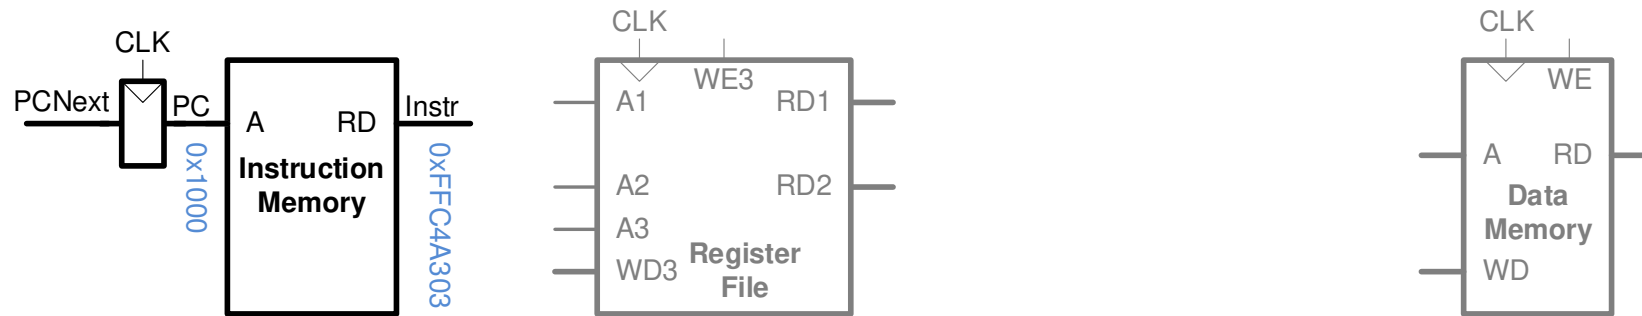 CLK
PCNext
PC
A
RD
Instr
Instruction
Memory
0x1000
0xFFC4A303
CLK
WE3
A1
RD1
A2
RD2
A3
WD3
Register
File
CLK
WE
A
RD
Data
Memory
WD